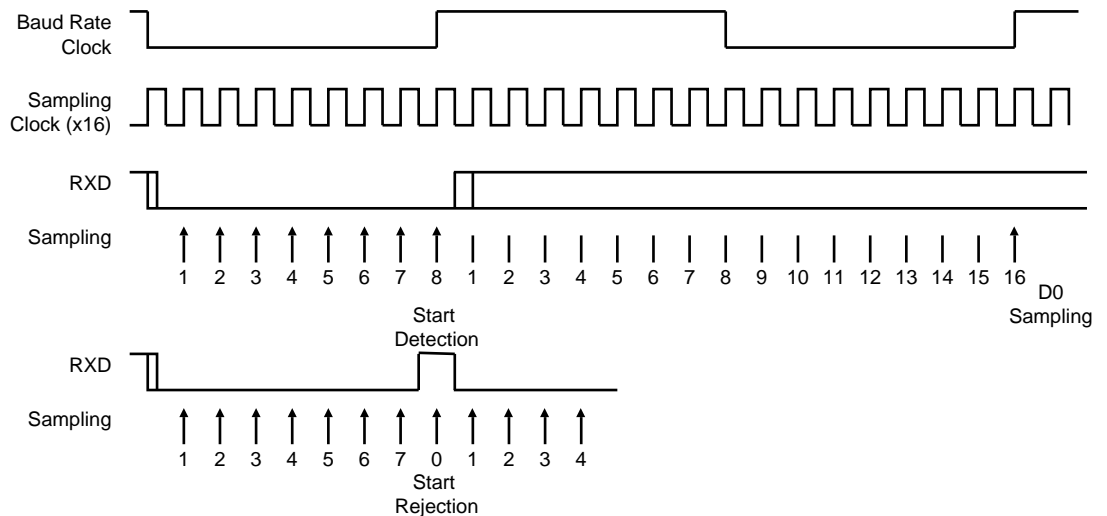 Baud Rate
Clock
Sampling
Clock (x16)
RXD
Sampling
1 2 3 4 5 6 7 8 1 2 3 4 5 6 7 8 9 10 11 12 13 14 15 16
D0
Sampling
Start
Detection
RXD
Sampling
1 2 3 4 5 6 7 0 1 2 3 4
Start
Rejection